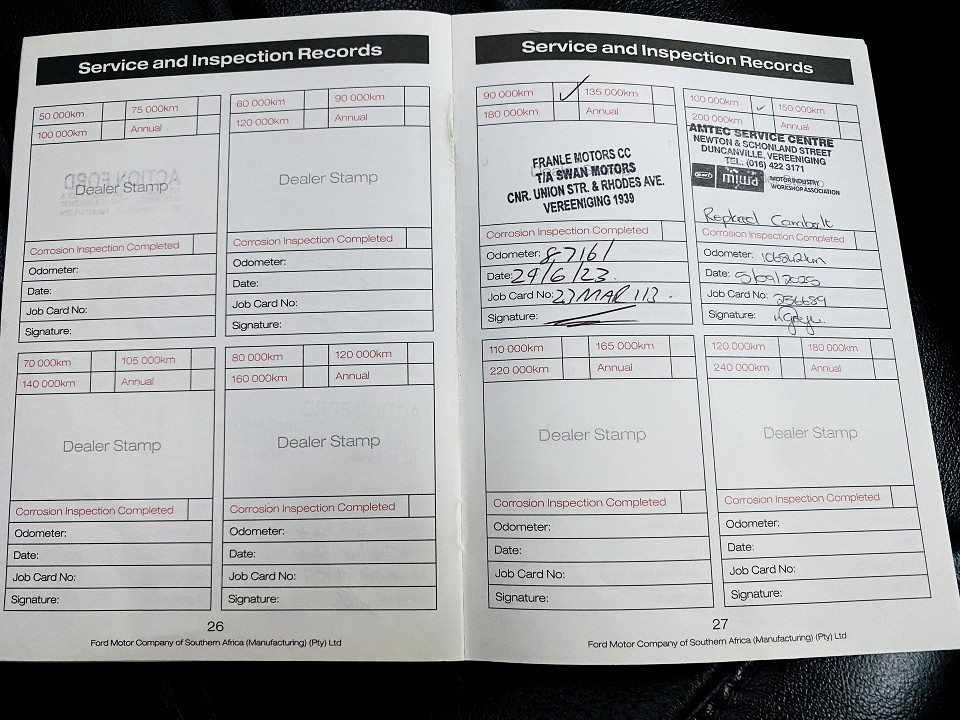 Service and Inspection Records
50 000km 75 000km
100 000km Annual
Dealer Stamp
Corrosion Inspection Completed
Odometer:
Date:
Job Card No:
Signature:
60 000km 90 000km
120 000km Annual
Dealer Stamp
Corrosion Inspection Completed
Odometer:
Date:
Job Card No:
Signature:
70 000km 105 000km
140 000km Annual
Dealer Stamp
Corrosion Inspection Completed
Odometer:
Date:
Job Card No:
Signature:
80 000km 120 000km
160 000km Annual
Dealer Stamp
Corrosion Inspection Completed
Odometer:
Date:
Job Card No:
Signature:
26
Ford Motor Company of Southern Africa (Manufacturing) (Pty) Ltd
Service and Inspection Records
90 000km ✓ 135 000km
180 000km Annual
FRANLE MOTORS CC
T/A SWAN MOTORS
CNR. UNION STR. & RHODES AVE.
VEREENIGING 1939
Corrosion Inspection Completed
Odometer: 87161
Date: 29/6/23.
Job Card No: 23MAR113.
Signature:
100 000km ✓ 150 000km
200 000km Annual
AMTEC SERVICE CENTRE
NEWTON & SCHONLAND STREET
DUNCANVILLE, VEREENIGING
TEL. (016) 422 3171
miwa MOTOR INDUSTRY
WORKSHOP ASSOCIATION
Replaced Cambelt
Corrosion Inspection Completed
Odometer: 106842km
Date: 5/09/2025
Job Card No: 256689
Signature:
110 000km 165 000km
220 000km Annual
Dealer Stamp
Corrosion Inspection Completed
Odometer:
Date:
Job Card No:
Signature:
120 000km 180 000km
240 000km Annual
Dealer Stamp
Corrosion Inspection Completed
Odometer:
Date:
Job Card No:
Signature:
27
Ford Motor Company of Southern Africa (Manufacturing) (Pty) Ltd